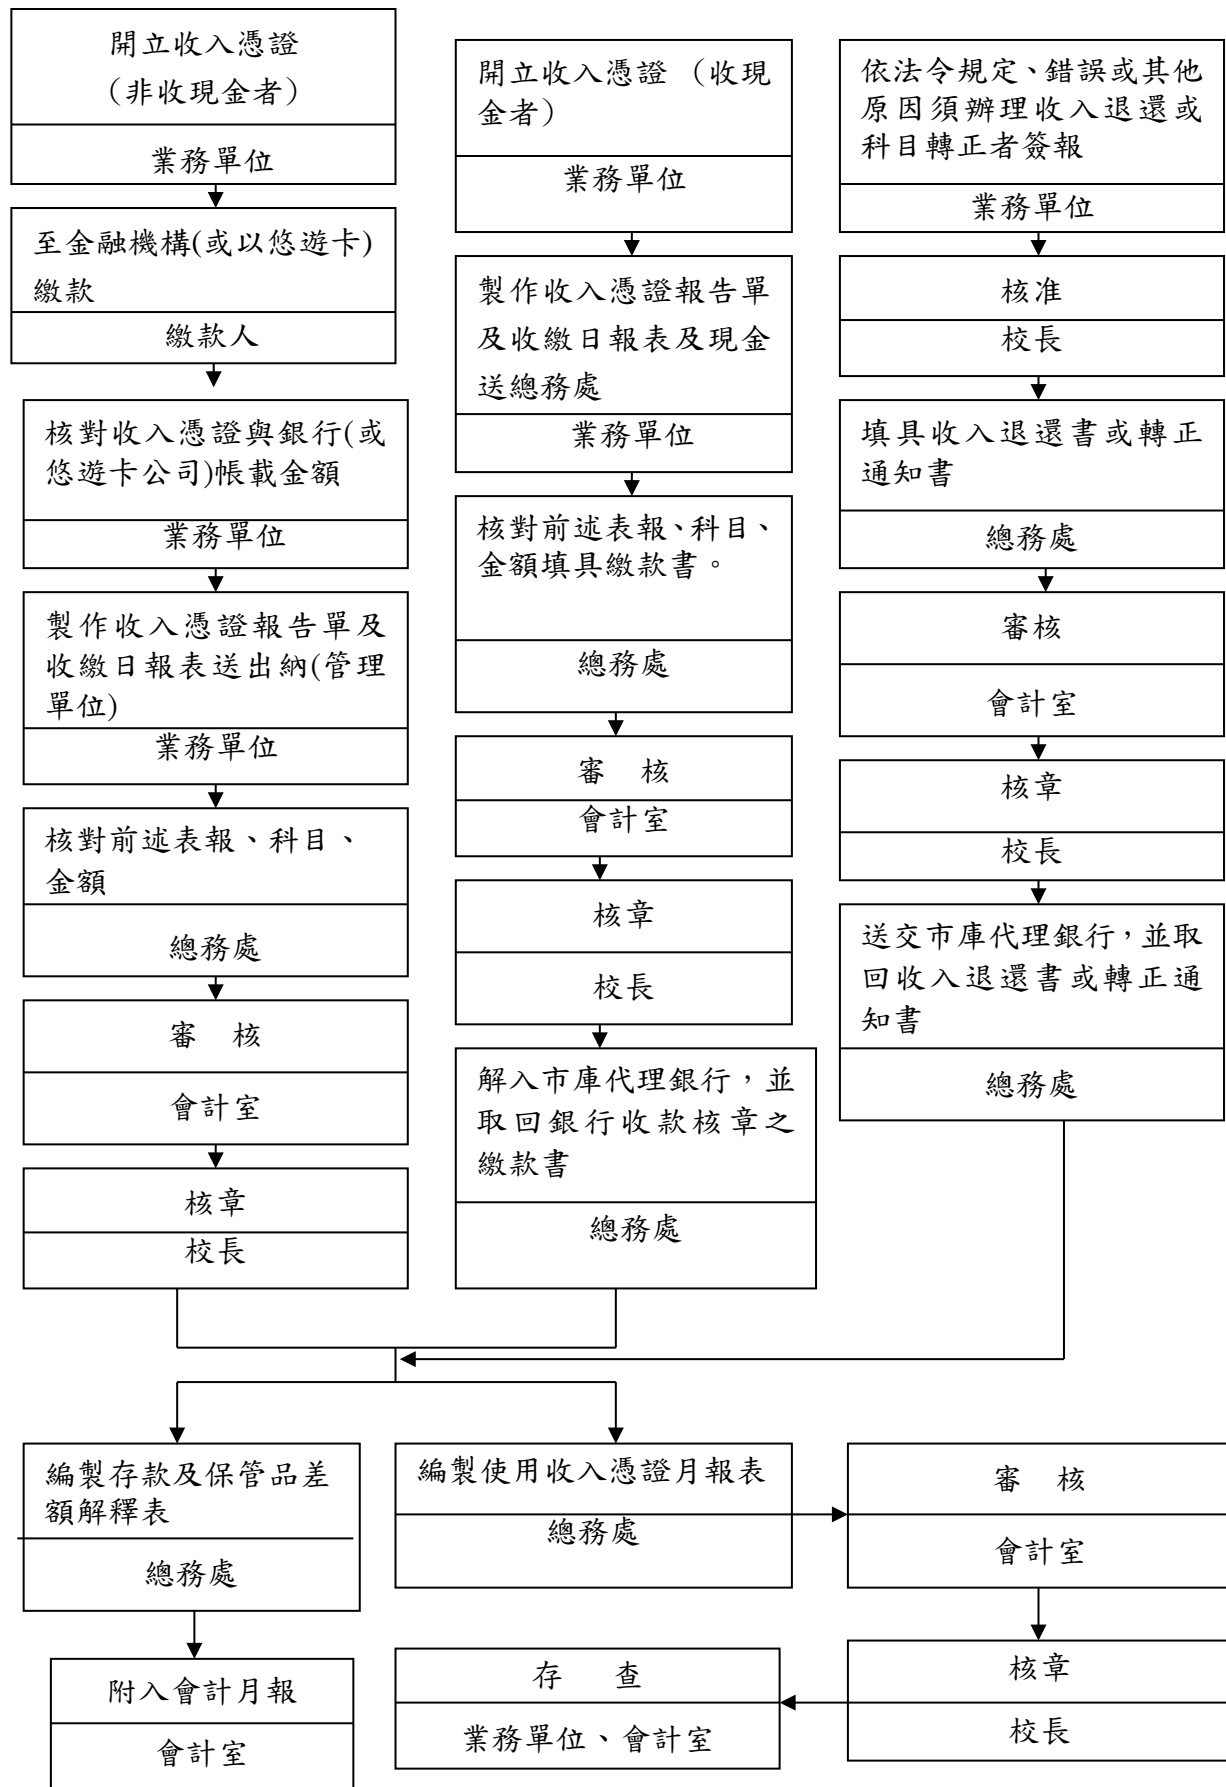 開立收入憑證
（非收現金者）
業務單位
至金融機構(或以悠遊卡)
繳款
繳款人
核對收入憑證與銀行(或
悠遊卡公司)帳載金額
業務單位
製作收入憑證報告單及
收繳日報表送出納(管理
單位)
業務單位
核對前述表報、科目、
金額
總務處
審　核
會計室
核章
校長
開立收入憑證 （收現
金者）
業務單位
製作收入憑證報告單
及收繳日報表及現金
送總務處
業務單位
核對前述表報、科目、
金額填具繳款書。
總務處
審　核
會計室
核章
校長
解入市庫代理銀行，並
取回銀行收款核章之
繳款書
總務處
依法令規定、錯誤或其他
原因須辦理收入退還或
科目轉正者簽報
業務單位
核准
校長
填具收入退還書或轉正
通知書
總務處
審核
會計室
核章
校長
送交市庫代理銀行，並取
回收入退還書或轉正通
知書
總務處
編製存款及保管品差
額解釋表
總務處
附入會計月報
會計室
編製使用收入憑證月報表
總務處
審　核
會計室
核章
校長
存　查
業務單位、會計室